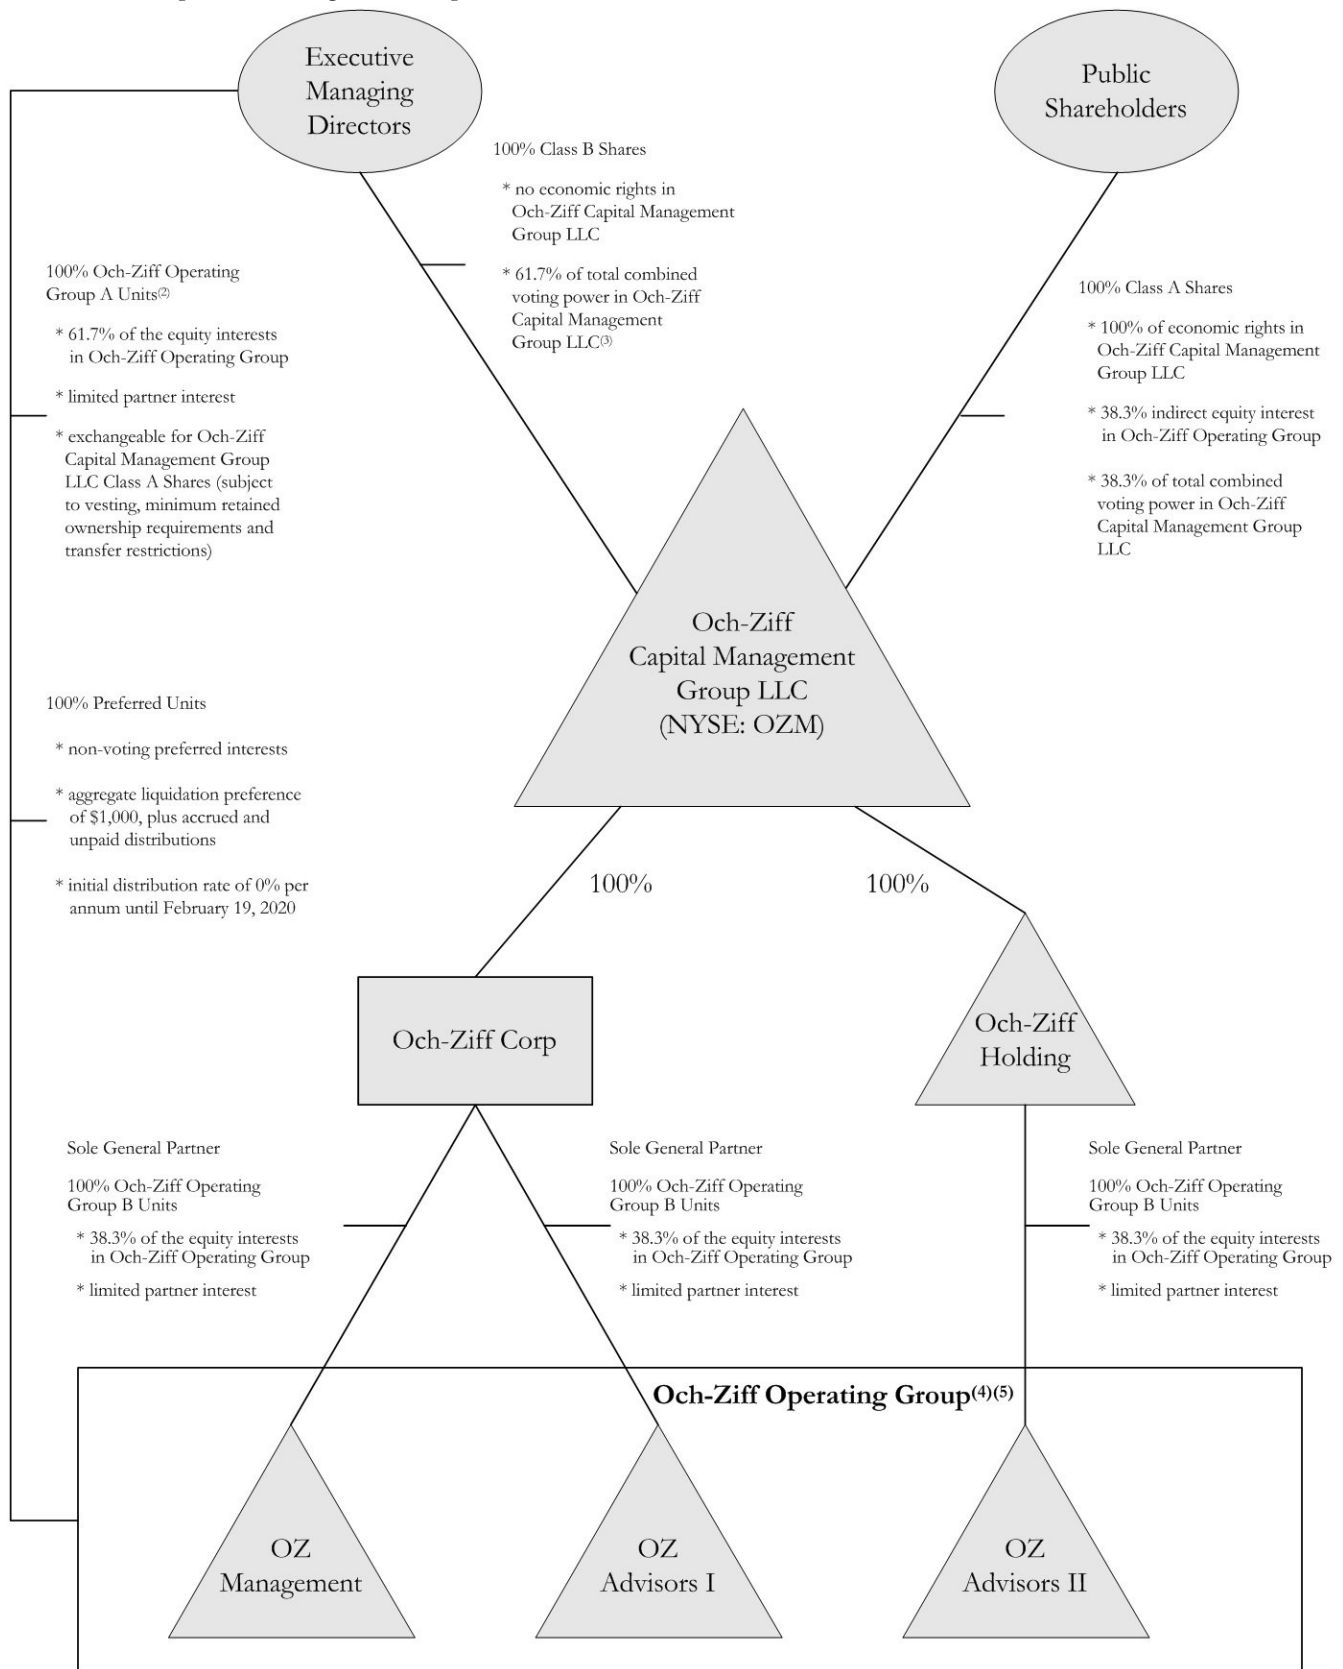 Executive
Managing
Directors
Public
Shareholders
100% Class B Shares
* no economic rights in
Och-Ziff Capital Management
Group LLC
* 61.7% of total combined
voting power in Och-Ziff
Capital Management
Group LLC(3)
100% Och-Ziff Operating
Group A Units(2)
* 61.7% of the equity interests
in Och-Ziff Operating Group
* limited partner interest
* exchangeable for Och-Ziff
Capital Management Group
LLC Class A Shares (subject
to vesting, minimum retained
ownership requirements and
transfer restrictions)
100% Class A Shares
* 100% of economic rights in
Och-Ziff Capital Management
Group LLC
* 38.3% indirect equity interest
in Och-Ziff Operating Group
* 38.3% of total combined
voting power in Och-Ziff
Capital Management Group
LLC
Och-Ziff
Capital Management
Group LLC
(NYSE: OZM)
100% Preferred Units
* non-voting preferred interests
* aggregate liquidation preference
of $1,000, plus accrued and
unpaid distributions
* initial distribution rate of 0% per
annum until February 19, 2020
100%
100%
Och-Ziff Corp
Och-Ziff
Holding
Sole General Partner
100% Och-Ziff Operating
Group B Units
* 38.3% of the equity interests
in Och-Ziff Operating Group
* limited partner interest
Sole General Partner
100% Och-Ziff Operating
Group B Units
* 38.3% of the equity interests
in Och-Ziff Operating Group
* limited partner interest
Sole General Partner
100% Och-Ziff Operating
Group B Units
* 38.3% of the equity interests
in Och-Ziff Operating Group
* limited partner interest
Och-Ziff Operating Group(4)(5)
OZ
Management
OZ
Advisors I
OZ
Advisors II